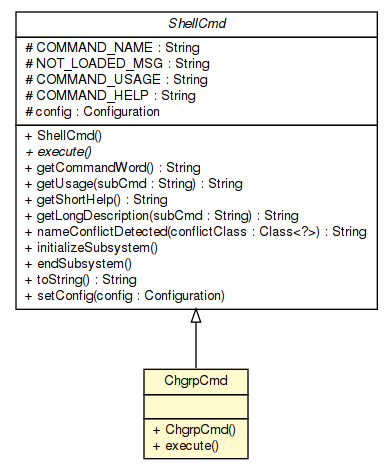 ShellCmd
# COMMAND_NAME : String
# NOT_LOADED_MSG : String
# COMMAND_USAGE : String
# COMMAND_HELP : String
# config : Configuration
+ ShellCmd()
+ execute()
+ getCommandWord() : String
+ getUsage(subCmd : String) : String
+ getShortHelp() : String
+ getLongDescription(subCmd : String) : String
+ nameConflictDetected(conflictClass : Class<?>) : String
+ initializeSubsystem()
+ endSubsystem()
+ toString() : String
+ setConfig(config : Configuration)
ChgrpCmd
+ ChgrpCmd()
+ execute()